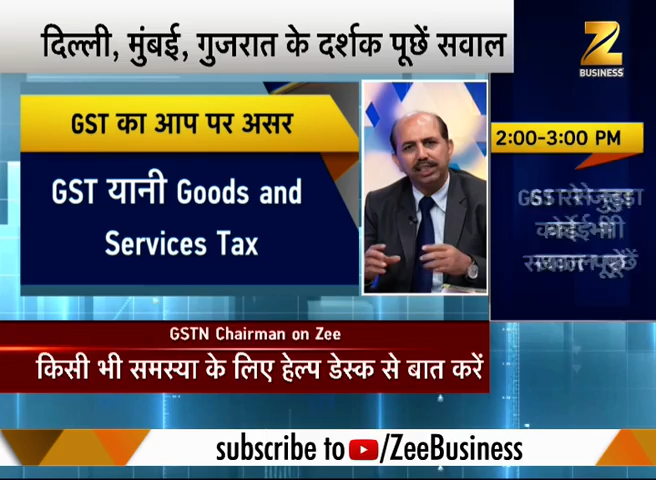 दिल्ली, मुंबई, गुजरात के दर्शक पूछें सवाल
Z
BUSINESS
GST का आप पर असर
2:00-3:00 PM
GST यानी Goods and
Services Tax
GSTN Chairman on Zee
किसी भी समस्या के लिए हेल्प डेस्क से बात करें
subscribe to /ZeeBusiness